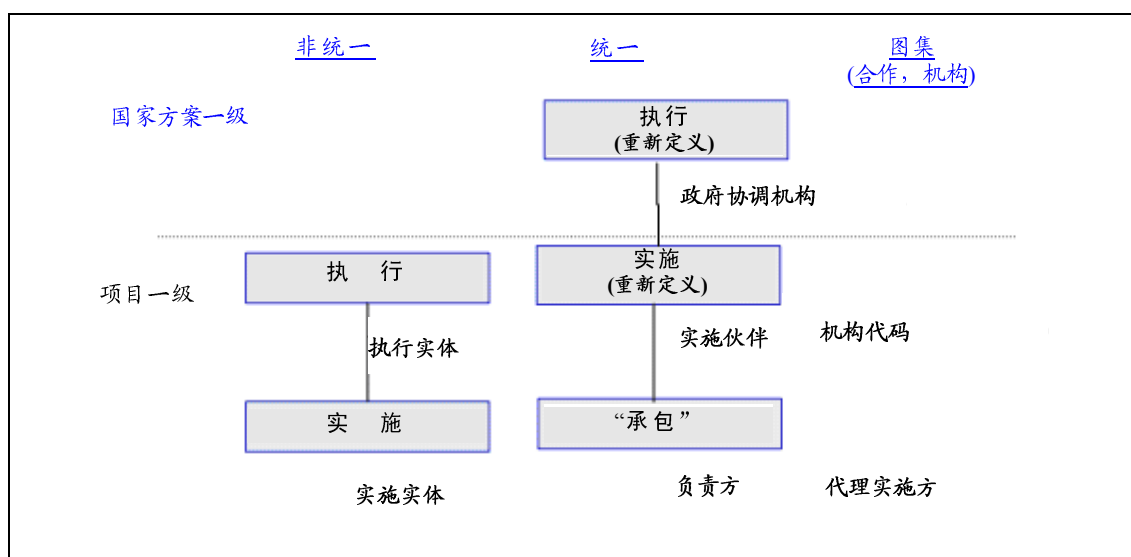 非统一
统一
图集
(合作，机构)
国家方案一级
执行
(重新定义)
政府协调机构
项目一级
执 行
实施
(重新定义)
执行实体
实施伙伴
机构代码
实 施
“承包”
实施实体
负责方
代理实施方